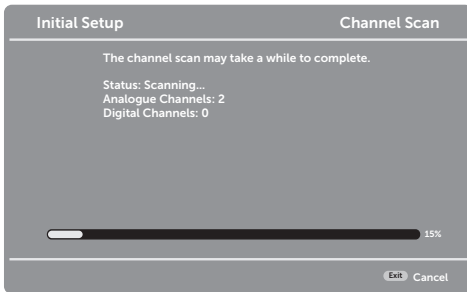 Initial Setup
Channel Scan
The channel scan may take a while to complete.
Status: Scanning...
Analogue Channels: 2
Digital Channels: 0
15%
Exit Cancel